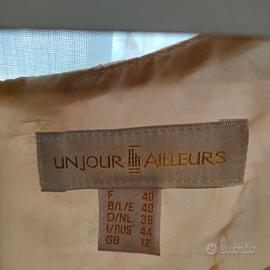 UN JOUR AILLEURS
F 40
B/L/E 40
D/NL 38
I/RUS 44
GB 12
subito